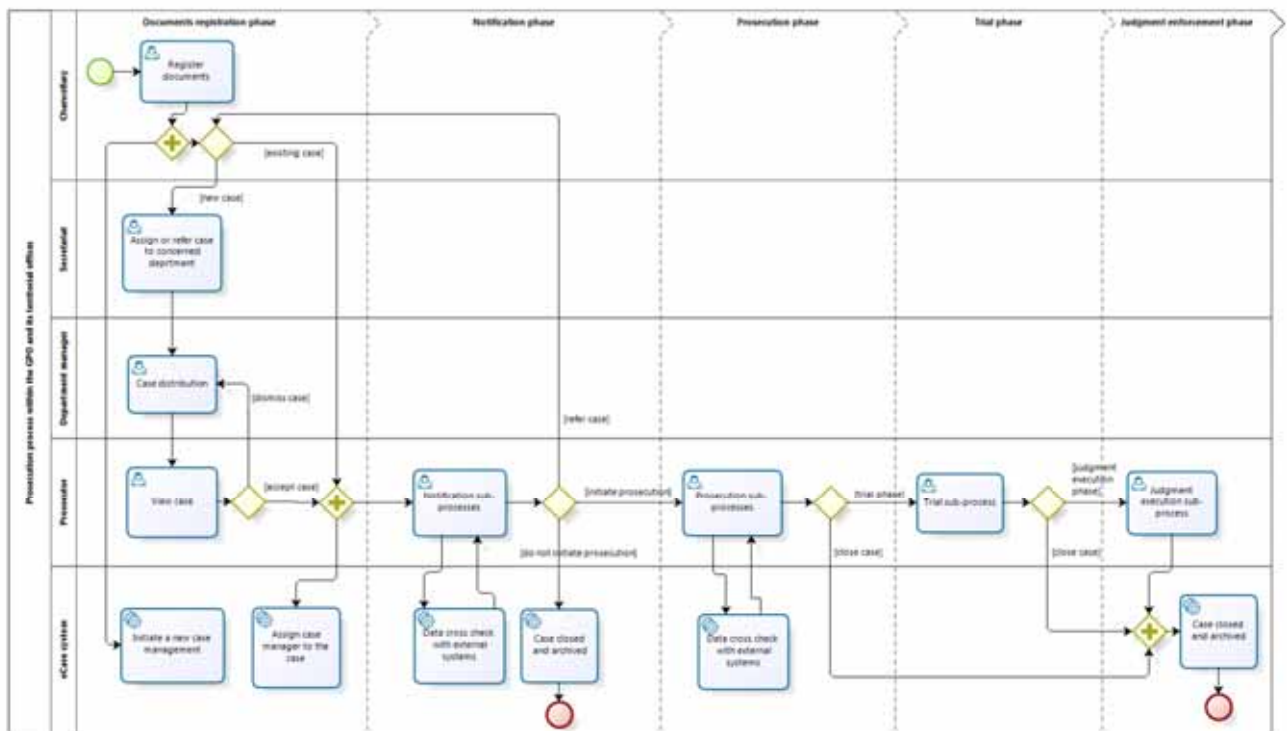 Documents registration phase
Notification phase
Prosecution phase
Trial phase
Judgment enforcement phase
Prosecution process within the GPO and its territorial offices
Chancellary
Register
documents
[existing case]
[new case]
Secretariat
Assign or refer case
to concerned
deprtment
Department manager
Case distribution
[dismiss case]
[refer case]
Prosecutor
View case
[except case]
Notification sub-
processes
[initiate prosecution]
[do not initiate prosecution]
Prosecution sub-
processes
[trial phase]
[close case]
Trial sub-process
[judgment
execution
phase]
[close case]
Judgment
execution sub-
process
eCase system
Initiate a new case
management
Assign case
manager to the
case
Data cross check
with external
systems
Case closed
and archived
Data cross check
with external
systems
Case closed
and archived